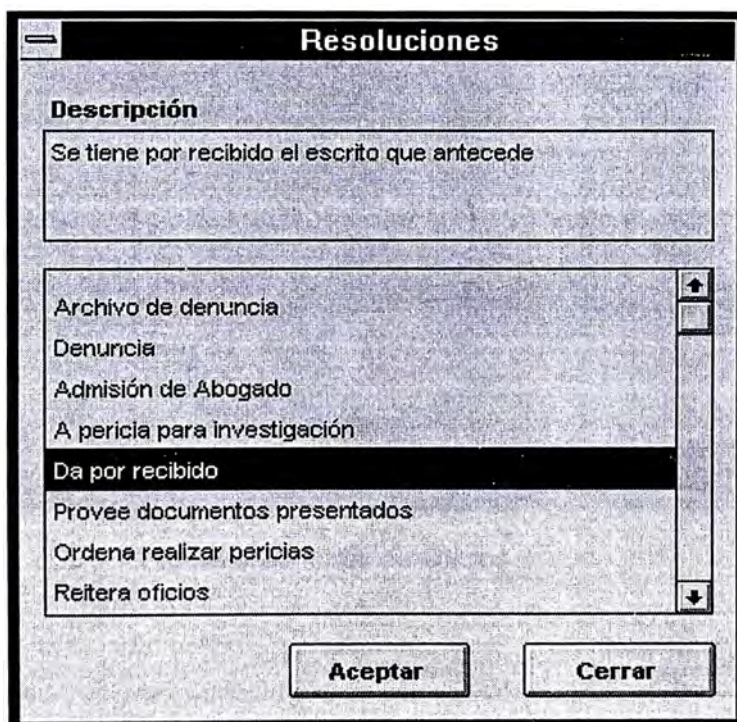 Resoluciones
Descripción
Se tiene por recibido el escrito que antecede
Archivo de denuncia
Denuncia
Admisión de Abogado
A pericia para investigación
Da por recibido
Provee documentos presentados
Ordena realizar pericias
Reitera oficios
Aceptar
Cerrar